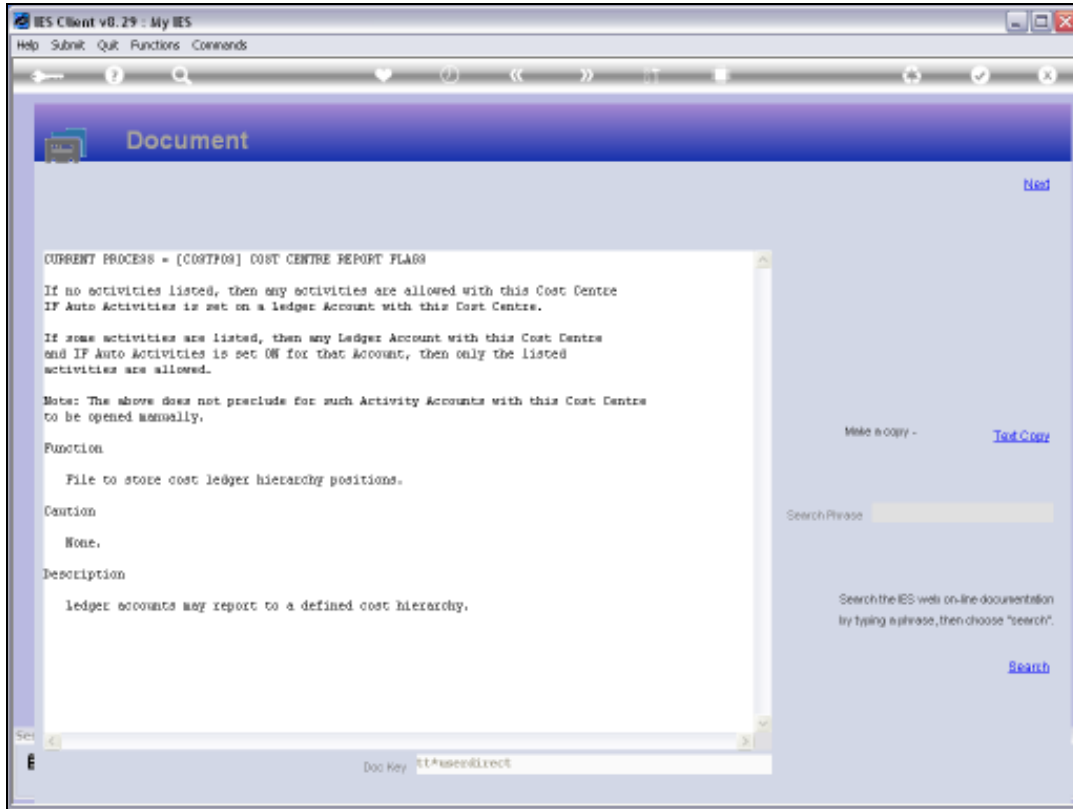 IES Client v8.29 : My IES
Help Submit Quit Functions Commands
Document
Next
CURRENT PROCESS = [COSTPOS] COST CENTRE REPORT FLAGS
If no activities listed, then any activities are allowed with this Cost Centre
IF Auto Activities is set on a ledger Account with this Cost Centre.
If some activities are listed, then any Ledger Account with this Cost Centre
and IF Auto Activities is set ON for that Account, then only the listed
activities are allowed.
Note: The above does not preclude for such Activity Accounts with this Cost Centre
to be opened manually.
Function
File to store cost ledger hierarchy positions.
Caution
None.
Description
ledger accounts may report to a defined cost hierarchy.
Make a copy -
Text Copy
Search Phrase
Search the IES web on-line documentation
by typing a phrase, then choose "search".
Search
Doc Key tt*userdirect